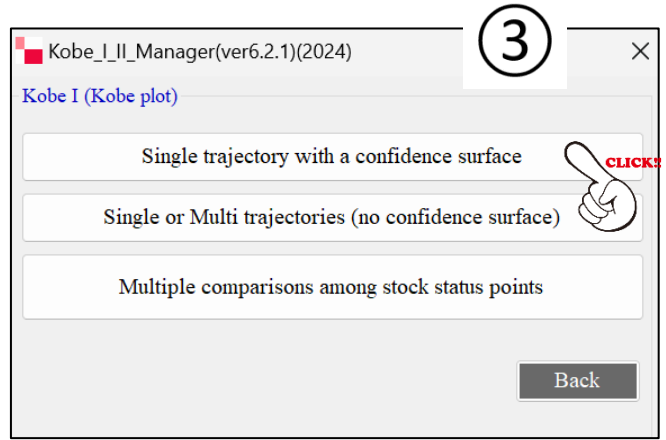 ③
Kobe_I_II_Manager(ver6.2.1)(2024)
Kobe I (Kobe plot)
Single trajectory with a confidence surface
CLICK!!
Single or Multi trajectories (no confidence surface)
Multiple comparisons among stock status points
Back